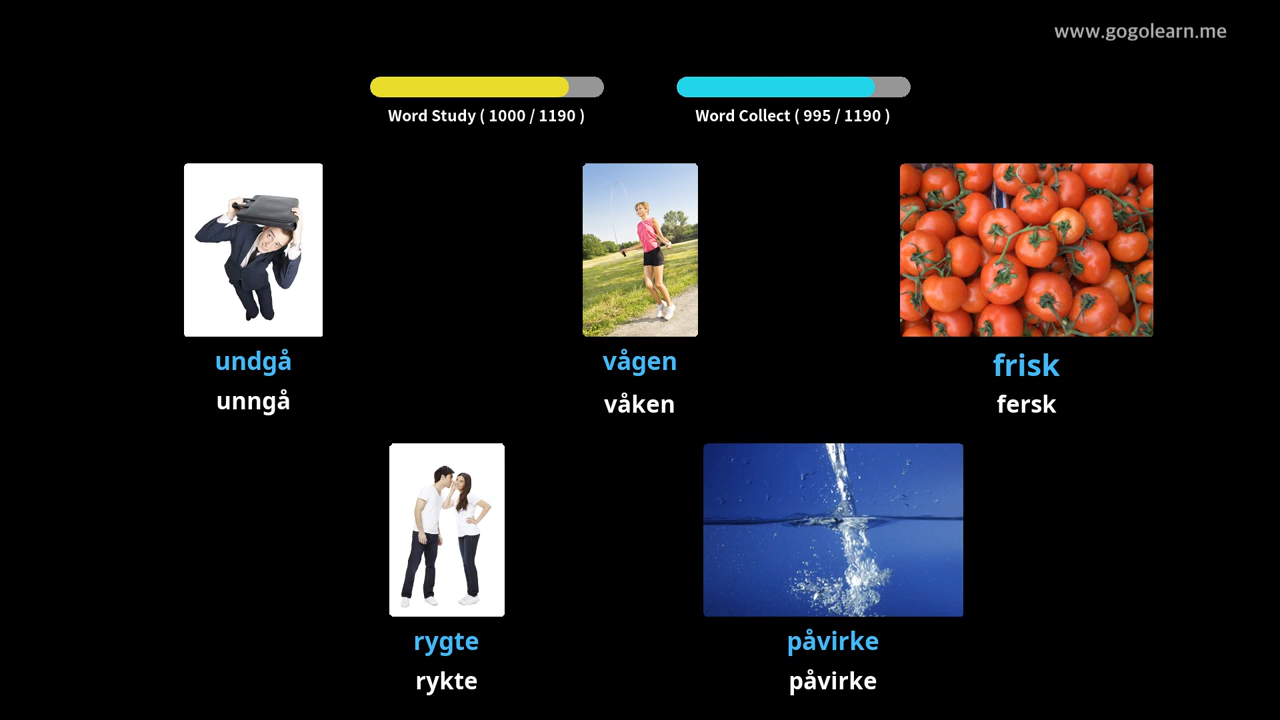 www.gogolearn.me
Word Study ( 1000 / 1190 )
Word Collect ( 995 / 1190 )
undgå
unngå
vågen
våken
frisk
fersk
rygte
rykte
påvirke
påvirke